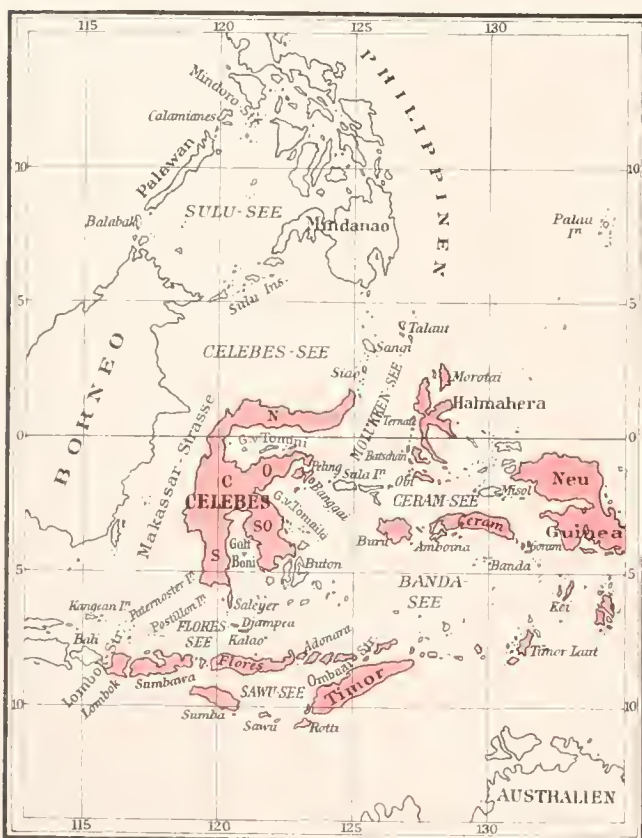 115
120
125
130
PHILIPPINEN
Mindoro Str.
Calamianes
10
10
Palawan
SULU-SEE
Mindanao
Balabak
Palau
In
5
5
Sulu Ins.
BORNEO
Talaut
CELEBES-SEE
Sangi
Siao
Morotai
MOLUKKEN-SEE
Halmahera
N
Ternate
0
0
G.v.Tomini
Batschan
Makassar-Strasse
C
O
Peling
Sula In
Obi
Misol
Neu
CELEBES
Banggai
CERAM-SEE
G.v.Tomaiki
SO
Ceram
Guinea
Buru
Amboina
Goram
S
Golf
Boni
Buton
Banda
5
5
BANDA-
SEE
Kei
Paternoster In
Kangean In
Postillon In
Saleyer
Djampea
FLORES
SEE
Kalao
Bali
Adonara
Timor Laut
Lombok Str.
Lombok
Sumbawa
Flores
Ombaai Str.
Timor
SAWU-SEE
10
10
Sumba
Sawu
Rotti
AUSTRALIEN
115
120
125
130